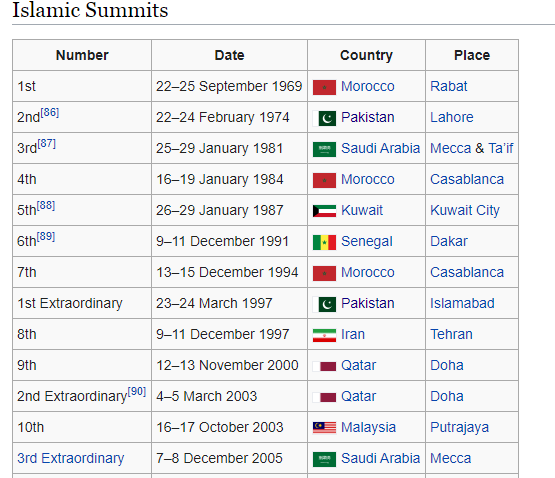 Islamic Summits
Number Date Country Place
1st 22–25 September 1969 Morocco Rabat
2nd[86] 22–24 February 1974 Pakistan Lahore
3rd[87] 25–29 January 1981 Saudi Arabia Mecca & Ta'if
4th 16–19 January 1984 Morocco Casablanca
5th[88] 26–29 January 1987 Kuwait Kuwait City
6th[89] 9–11 December 1991 Senegal Dakar
7th 13–15 December 1994 Morocco Casablanca
1st Extraordinary 23–24 March 1997 Pakistan Islamabad
8th 9–11 December 1997 Iran Tehran
9th 12–13 November 2000 Qatar Doha
2nd Extraordinary[90] 4–5 March 2003 Qatar Doha
10th 16–17 October 2003 Malaysia Putrajaya
3rd Extraordinary 7–8 December 2005 Saudi Arabia Mecca